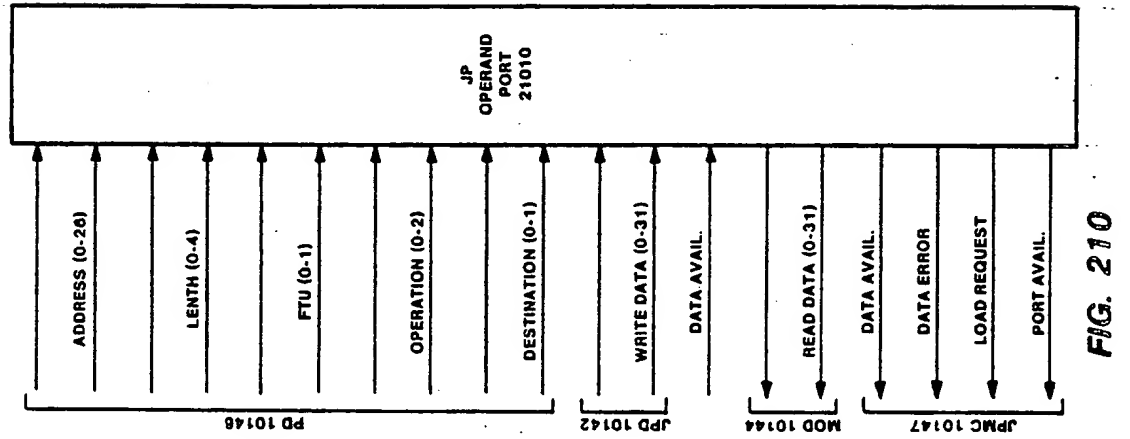 JP
OPERAND
PORT
21010
ADDRESS (0-26)
LENTH (0-4)
FTU (0-1)
OPERATION (0-2)
DESTINATION (0-1)
WRITE DATA (0-31)
DATA AVAIL.
READ DATA (0-31)
DATA AVAIL.
DATA ERROR
LOAD REQUEST
PORT AVAIL.
PD 10146
JPD 10142
MOD 10144
JPMC 10147
FIG. 210